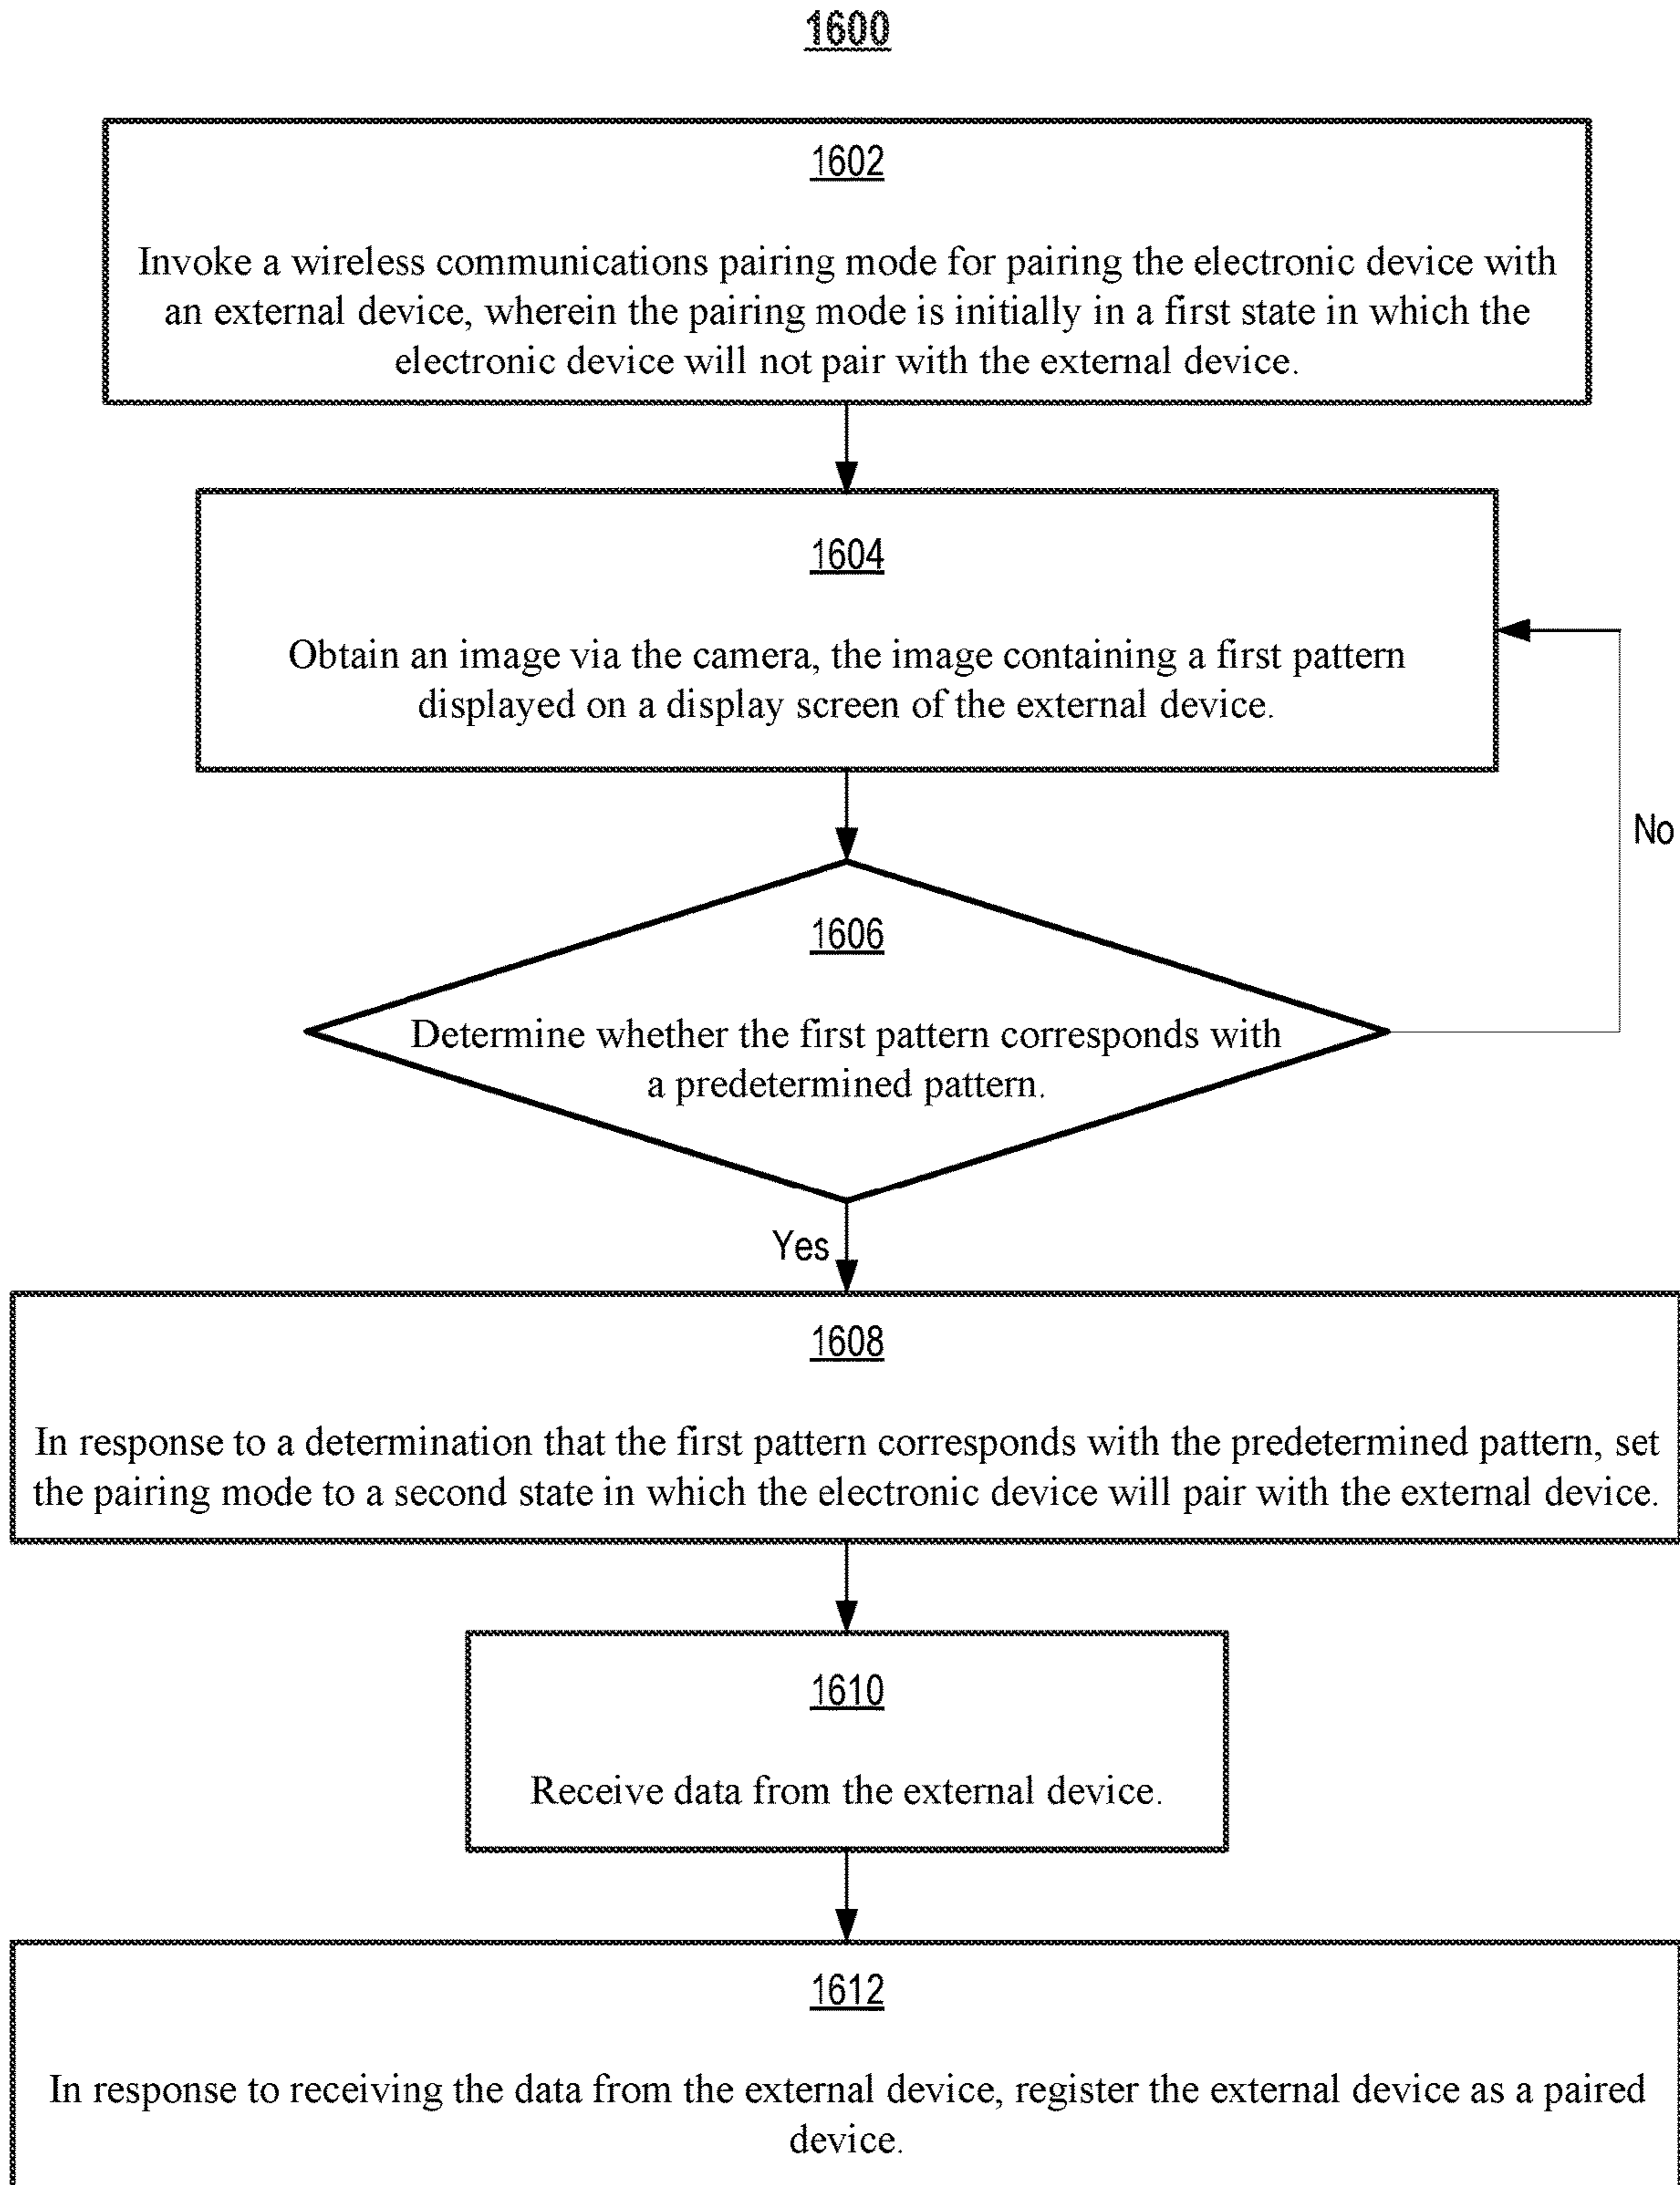 1600
1602
Invoke a wireless communications pairing mode for pairing the electronic device with
an external device, wherein the pairing mode is initially in a first state in which the
electronic device will not pair with the external device.
1604
Obtain an image via the camera, the image containing a first pattern
displayed on a display screen of the external device.
No
1606
Determine whether the first pattern corresponds with
a predetermined pattern.
Yes
1608
In response to a determination that the first pattern corresponds with the predetermined pattern, set
the pairing mode to a second state in which the electronic device will pair with the external device.
1610
Receive data from the external device.
1612
In response to receiving the data from the external device, register the external device as a paired
device.